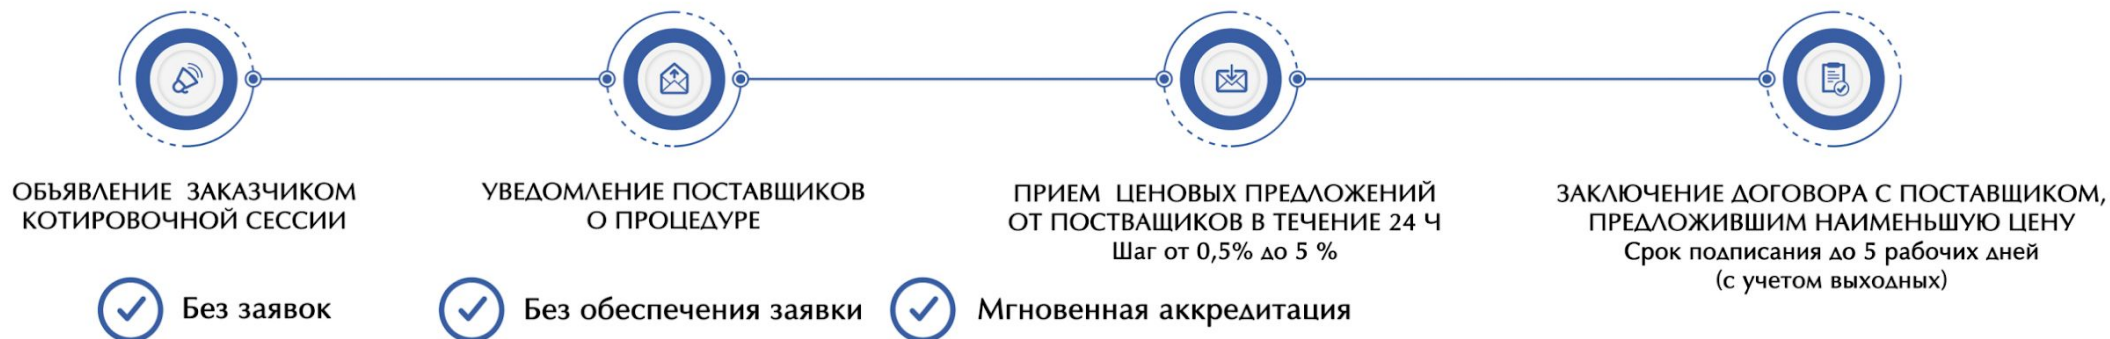 ОБЪЯВЛЕНИЕ ЗАКАЗЧИКОМ
КОТИРОВОЧНОЙ СЕССИИ
УВЕДОМЛЕНИЕ ПОСТАВЩИКОВ
О ПРОЦЕДУРЕ
ПРИЕМ ЦЕНОВЫХ ПРЕДЛОЖЕНИЙ
ОТ ПОСТВАЩИКОВ В ТЕЧЕНИЕ 24 Ч
Шаг от 0,5% до 5 %
ЗАКЛЮЧЕНИЕ ДОГОВОРА С ПОСТАВЩИКОМ,
ПРЕДЛОЖИВШИМ НАИМЕНЬШУЮ ЦЕНУ
Срок подписания до 5 рабочих дней
(с учетом выходных)
Без заявок
Без обеспечения заявки
Мгновенная аккредитация